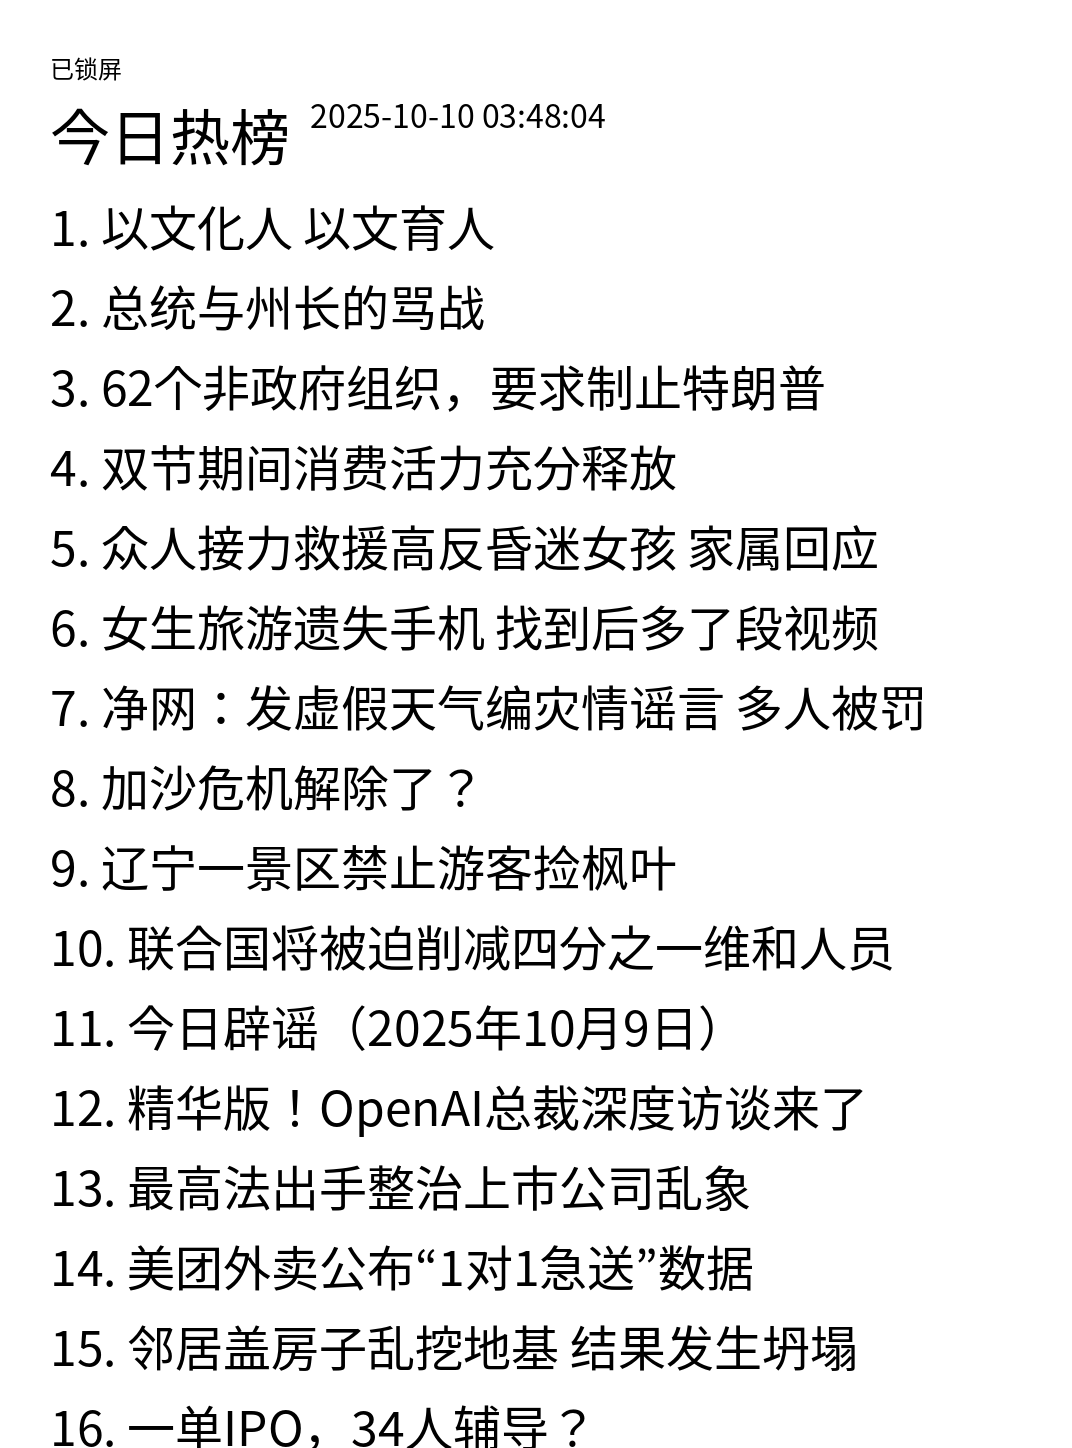 已锁屏
今日热榜 2025-10-10 03:48:04
1. 以文化人 以文育人
2. 总统与州长的骂战
3. 62个非政府组织，要求制止特朗普
4. 双节期间消费活力充分释放
5. 众人接力救援高反昏迷女孩 家属回应
6. 女生旅游遗失手机 找到后多了段视频
7. 净网：发虚假天气编灾情谣言 多人被罚
8. 加沙危机解除了？
9. 辽宁一景区禁止游客捡枫叶
10. 联合国将被迫削减四分之一维和人员
11. 今日辟谣（2025年10月9日）
12. 精华版！OpenAI总裁深度访谈来了
13. 最高法出手整治上市公司乱象
14. 美团外卖公布“1对1急送”数据
15. 邻居盖房子乱挖地基 结果发生坍塌
16. 一单IPO，34人辅导？